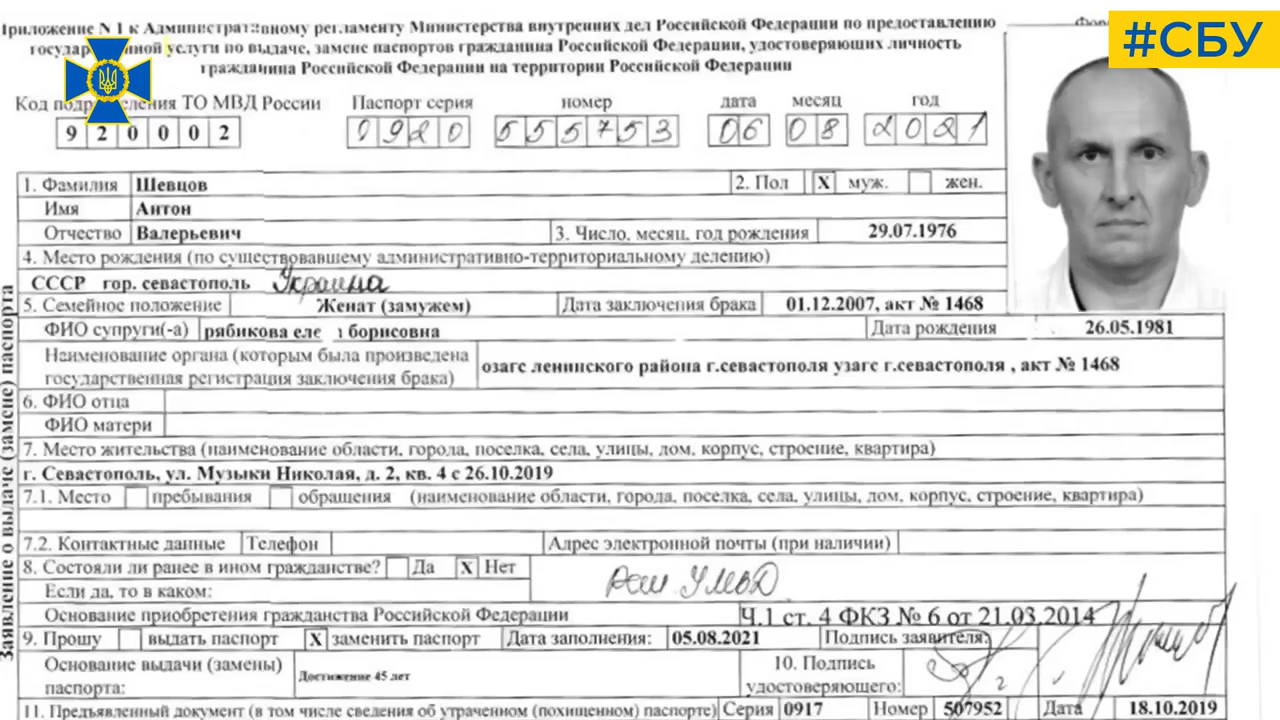 #СБУ
Приложение N 1 к Административному регламенту Министерства внутренних дел Российской Федерации по предоставлению
государственной услуги по выдаче, замене паспортов гражданина Российской Федерации, удостоверяющих личность
гражданина Российской Федерации на территории Российской Федерации
Код подразделения ТО МВД России Паспорт серия номер дата месяц год
920002 0920 555753 06 08 2021
1. Фамилия Шевцов 2. Пол X муж. жен.
Имя Антон
Отчество Валерьевич 3. Число, месяц, год рождения 29.07.1976
4. Место рождения (по существовавшему административно-территориальному делению)
СССР гор. севастополь Украина
5. Семейное положение Женат (замужем) Дата заключения брака 01.12.2007, акт № 1468
ФИО супруги(-а) рябикова борисовна Дата рождения 26.05.1981
Наименование органа (которым была произведена
государственная регистрация заключения брака) озагс ленинского района г.севастополя узагс г.севастополя , акт № 1468
6. ФИО отца
ФИО матери
7. Место жительства (наименование области, города, поселка, села, улицы, дом, корпус, строение, квартира)
г. Севастополь, ул. Музыки Николая, д. 2, кв. 4 с 26.10.2019
7.1. Место пребывания обращения (наименование области, города, поселка, села, улицы, дом, корпус, строение, квартира)
7.2. Контактные данные Телефон Адрес электронной почты (при наличии)
8. Состояли ли ранее в ином гражданстве? Да X Нет
Если да, то в каком:
Основание приобретения гражданства Российской Федерации Ч.1 ст. 4 ФКЗ № 6 от 21.03.2014
9. Прошу выдать паспорт X заменить паспорт Дата заполнения: 05.08.2021 Подпись заявителя:
Основание выдачи (замены)
паспорта: Достижение 45 лет 10. Подпись
удостоверяющего:
11. Предъявленный документ (в том числе сведения об утраченном (похищенном) паспорте) Серия 0917 Номер 507952 Дата 18.10.2019
Заявление о выдаче (замене) паспорта